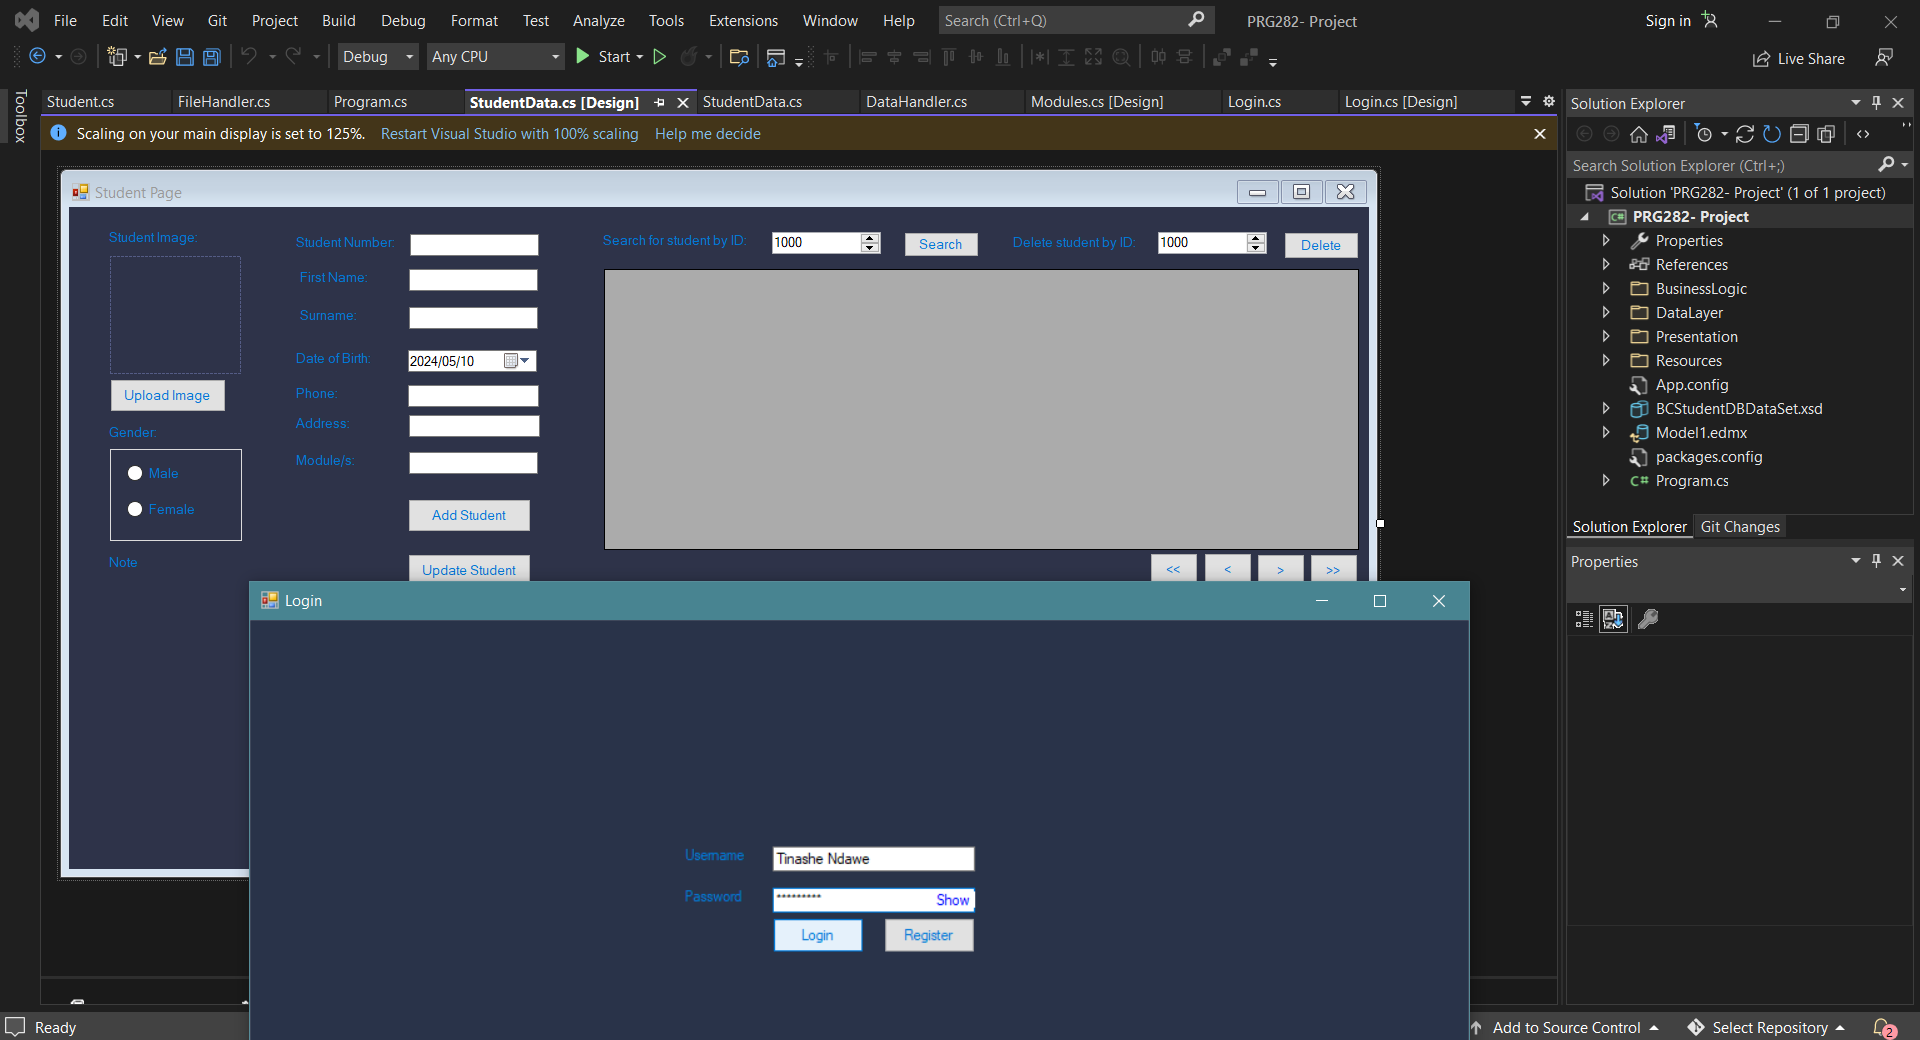 File Edit View Git Project Build Debug Format Test Analyze Tools Extensions Window Help Search (Ctrl+Q) PRG282- Project Sign in
Debug Any CPU Start Live Share
Toolbox
Student.cs FileHandler.cs Program.cs StudentData.cs [Design] StudentData.cs DataHandler.cs Modules.cs [Design] Login.cs Login.cs [Design]
Scaling on your main display is set to 125%. Restart Visual Studio with 100% scaling Help me decide
Student Page
Student Image: Student Number: Search for student by ID: 1000 Search Delete student by ID: 1000 Delete
First Name:
Surname:
Date of Birth: 2024/05/10
Upload Image Phone:
Address:
Gender:
Module/s:
Male
Female
Add Student
Note
Update Student << < > >>
Login
Username Tinashe Ndawe
Password ********* Show
Login Register
Solution Explorer
Search Solution Explorer (Ctrl+;)
Solution 'PRG282- Project' (1 of 1 project)
C# PRG282- Project
Properties
References
BusinessLogic
DataLayer
Presentation
Resources
App.config
BCStudentDBDataSet.xsd
Model1.edmx
packages.config
C# Program.cs
Solution Explorer Git Changes
Properties
Ready Add to Source Control Select Repository 2